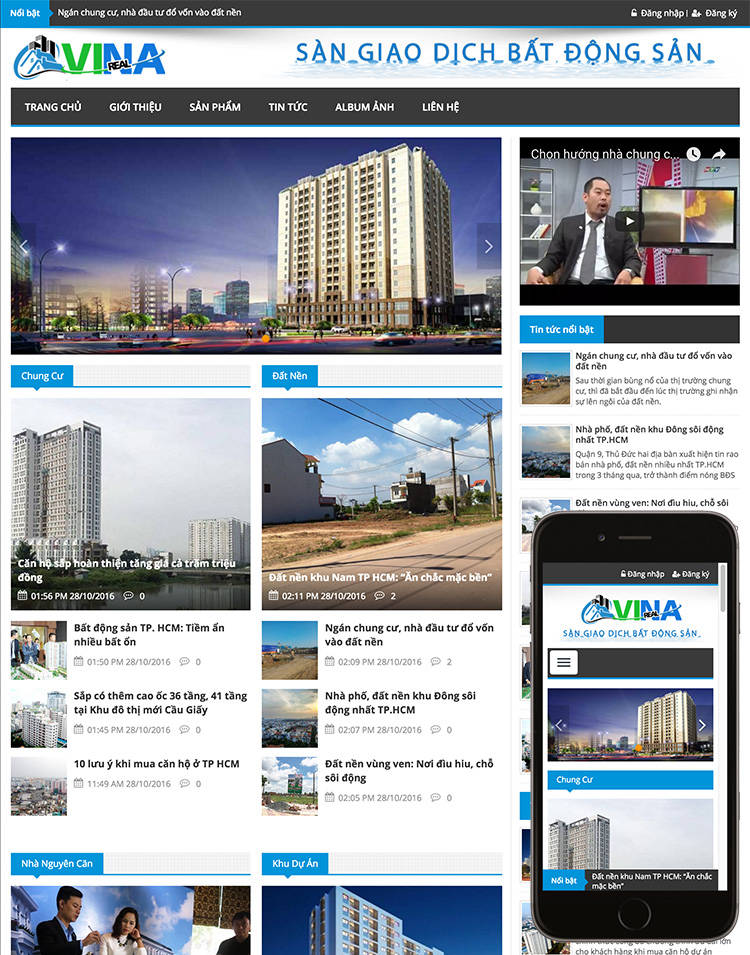 Nổi bật
Ngán chung cư, nhà đầu tư đổ vốn vào đất nền
Đăng nhập | Đăng ký
VINA
REAL
SÀN GIAO DỊCH BẤT ĐỘNG SẢN
TRANG CHỦ
GIỚI THIỆU
SẢN PHẨM
TIN TỨC
ALBUM ẢNH
LIÊN HỆ
Chọn hướng nhà chung c...
Tin tức nổi bật
Ngán chung cư, nhà đầu tư đổ vốn vào
đất nền
Sau thời gian bùng nổ của thị trường chung
cư, thì đã bắt đầu đến lúc thị trường ghi nhận
sự lên ngôi của đất nền.
Nhà phố, đất nền khu Đông sôi động
nhất TP.HCM
Quận 9, Thủ Đức hai địa bàn xuất hiện tin rao
bán nhà phố, đất nền nhiều nhất TP.HCM
trong 3 tháng qua, trở thành điểm nóng BĐS
Đất nền vùng ven: Nơi đìu hiu, chỗ sôi
Chung Cư
Căn hộ sắp hoàn thiện tăng giá cả trăm triệu
đồng
01:56 PM 28/10/2016 0
Bất động sản TP. HCM: Tiềm ẩn
nhiều bất ổn
01:50 PM 28/10/2016 0
Sắp có thêm cao ốc 36 tầng, 41 tầng
tại Khu đô thị mới Cầu Giấy
01:45 PM 28/10/2016 0
10 lưu ý khi mua căn hộ ở TP HCM
11:49 AM 28/10/2016 0
Đất Nền
Đất nền khu Nam TP HCM: “Ăn chắc mặc bền”
02:11 PM 28/10/2016 2
Ngán chung cư, nhà đầu tư đổ vốn
vào đất nền
02:09 PM 28/10/2016 2
Nhà phố, đất nền khu Đông sôi
động nhất TP.HCM
02:07 PM 28/10/2016 0
Đất nền vùng ven: Nơi đìu hiu, chỗ
sôi động
02:05 PM 28/10/2016 0
Nhà Nguyên Căn
Khu Dự Án
Đăng nhập | Đăng ký
VINA
REAL
SÀN GIAO DỊCH BẤT ĐỘNG SẢN
Chung Cư
Nổi bật
Đất nền khu Nam TP HCM: “Ăn chắc
mặc bền”
cho khách hàng khi mua căn hộ dự án